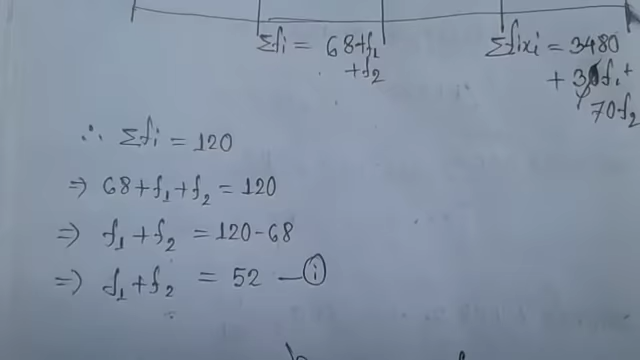 Σfi = 68+f₁
+f₂
Σfixi = 3480
+ 30f₁+
70f₂
∴ Σfi = 120
⇒ 68+f₁+f₂ = 120
⇒ f₁+f₂ = 120-68
⇒ f₁+f₂ = 52 — (i)